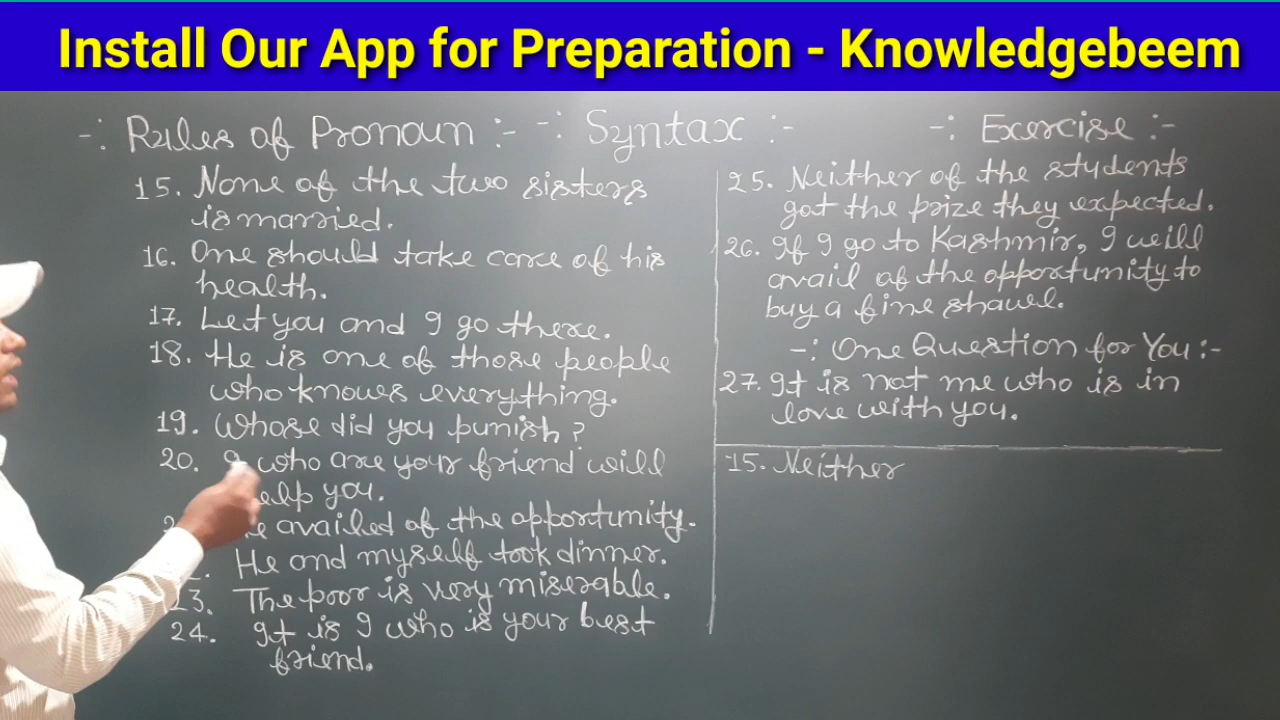 Install Our App for Preparation - Knowledgebeem
-: Rules of Pronoun :- -: Syntax :- -: Exercise :-
15. None of the two sisters
is married.
16. One should take care of his
health.
17. Let you and I go there.
18. He is one of those people
who knows everything.
19. Whose did you punish?
20. I who are your friend will
help you.
availed of the opportunity.
He and myself took dinner.
23. The poor is very miserable.
24. It is I who is your best
friend.
25. Neither of the students
got the prize they expected.
26. If I go to Kashmir, I will
avail of the opportunity to
buy a fine shawl.
-: One Question for You :-
27. It is not me who is in
love with you.
15. Neither